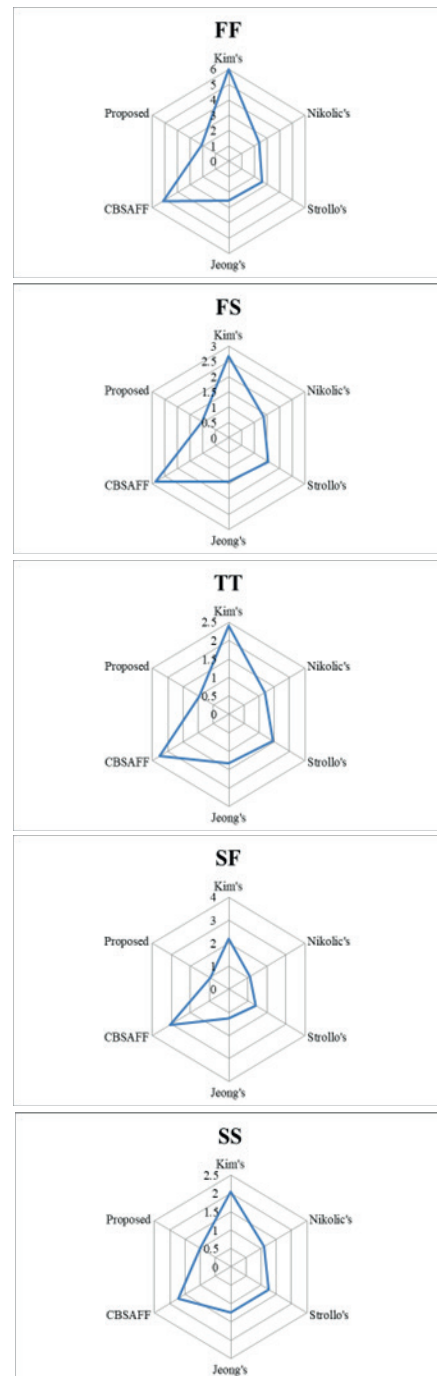 FF
Kim's
6
5
Proposed
4
Nikolic's
3
2
1
0
CBSAFF
Strollo's
Jeong's
FS
Kim's
3
2.5
Proposed
2
Nikolic's
1.5
1
0.5
0
CBSAFF
Strollo's
Jeong's
TT
Kim's
2.5
2
Proposed
1.5
Nikolic's
1
0.5
0
CBSAFF
Strollo's
Jeong's
SF
Kim's
4
3
Proposed
Nikolic's
2
1
0
CBSAFF
Strollo's
Jeong's
SS
Kim's
2.5
2
Proposed
1.5
Nikolic's
1
0.5
0
CBSAFF
Strollo's
Jeong's